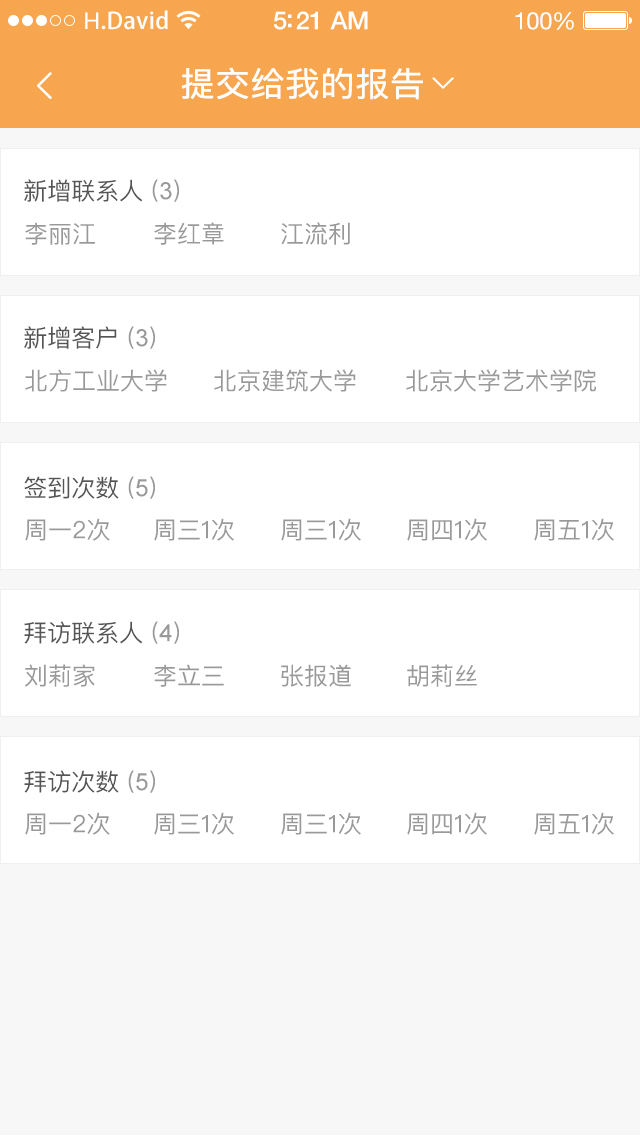 H.David 5:21 AM 100%
提交给我的报告
新增联系人 (3)
李丽江 李红章 江流利
新增客户 (3)
北方工业大学 北京建筑大学 北京大学艺术学院
签到次数 (5)
周一2次 周三1次 周三1次 周四1次 周五1次
拜访联系人 (4)
刘莉家 李立三 张报道 胡莉丝
拜访次数 (5)
周一2次 周三1次 周三1次 周四1次 周五1次